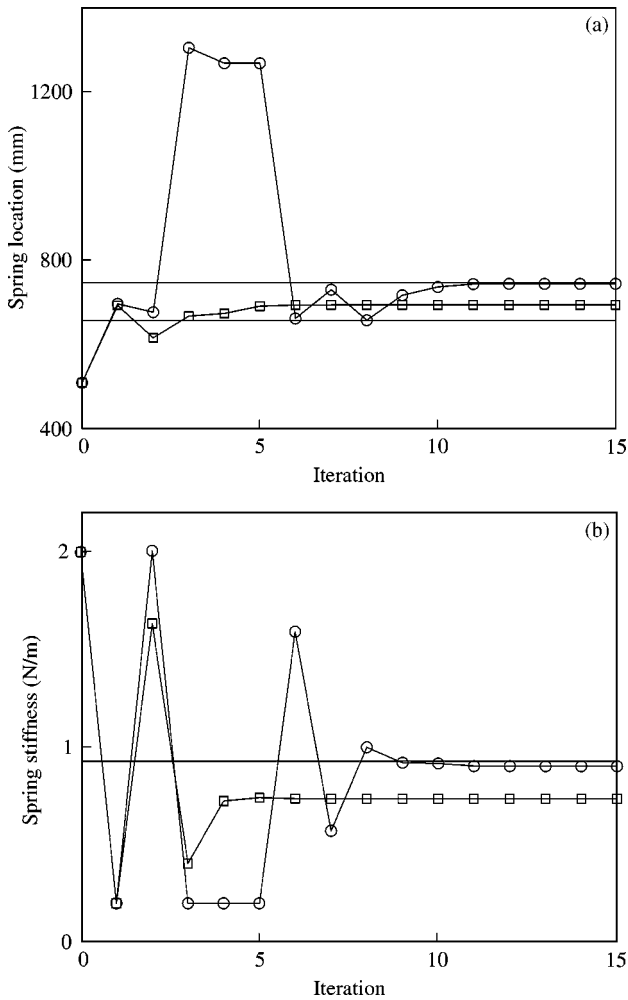 (a)
1200
800
400
Spring location (mm)
0 5 10 15
Iteration
(b)
2
1
0
Spring stiffness (N/m)
0 5 10 15
Iteration